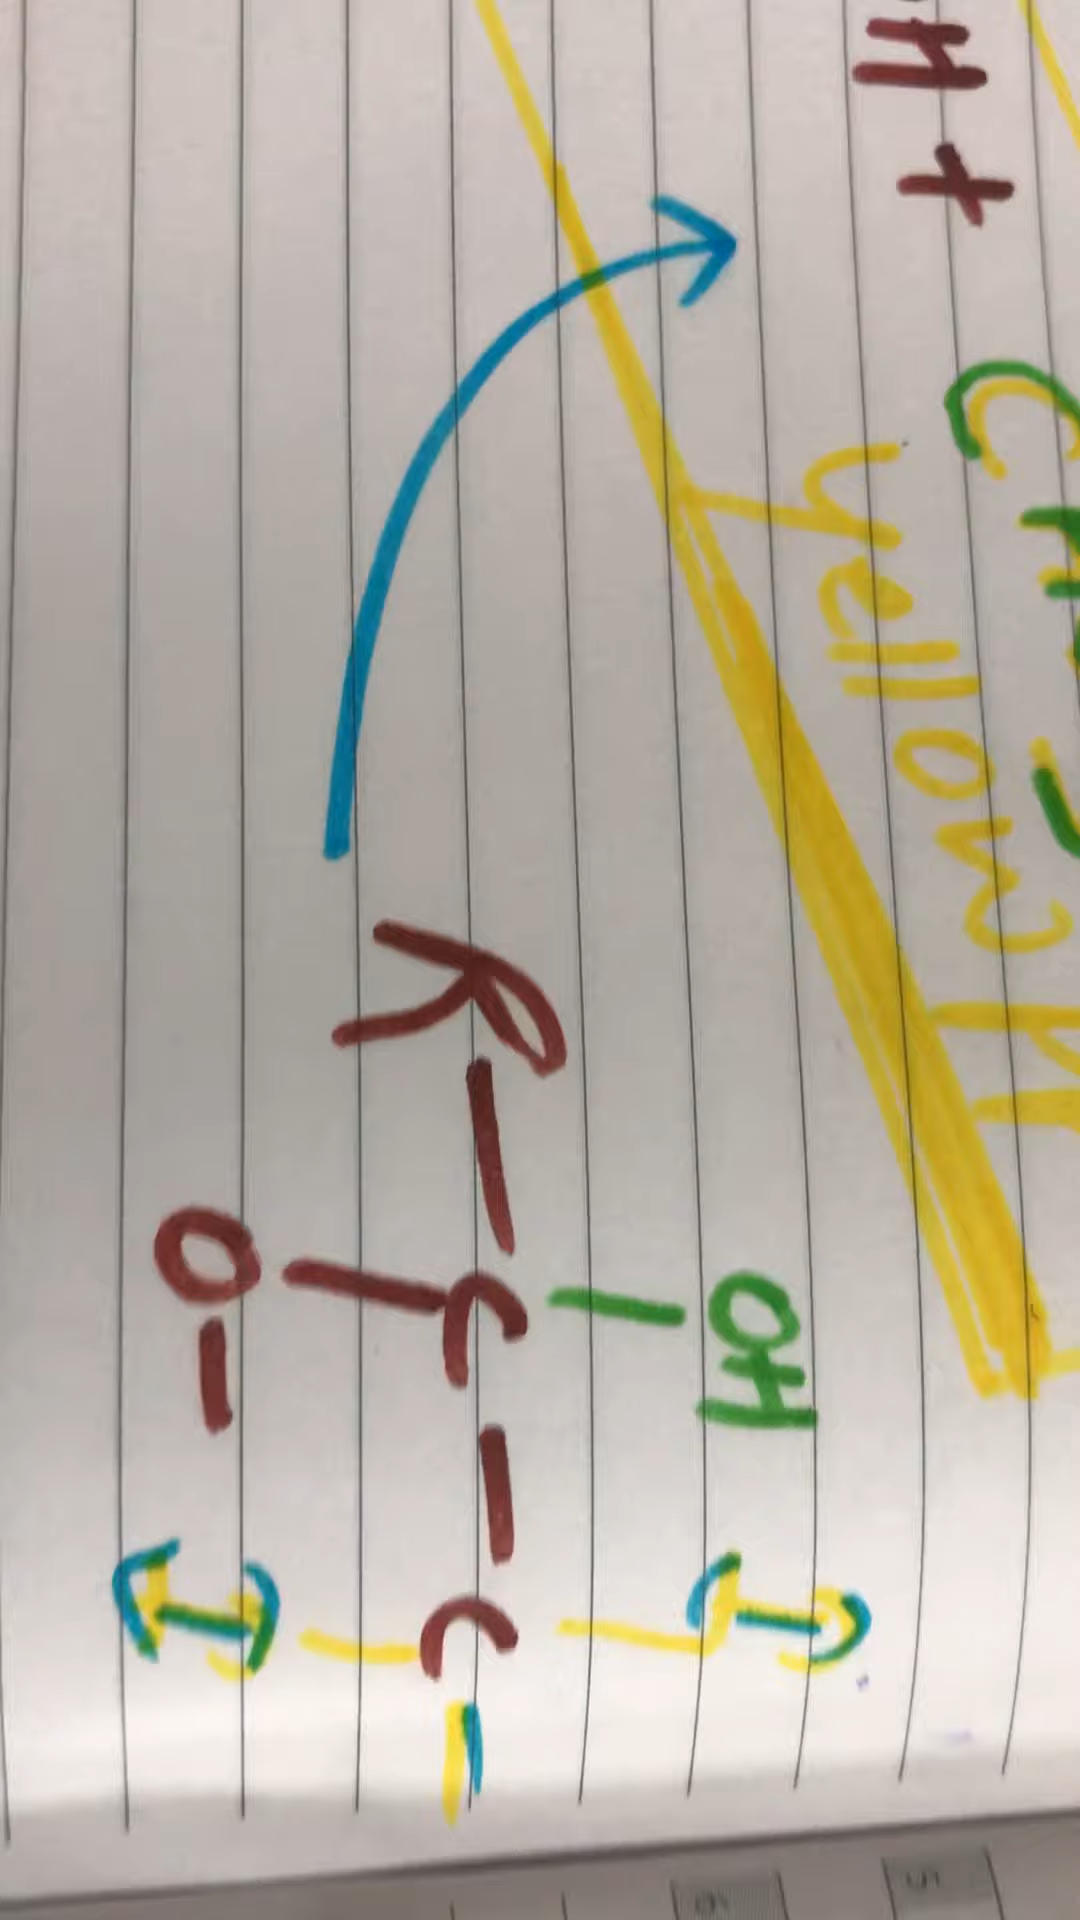 H +
yellow
OH I
R — C — C —
O— I